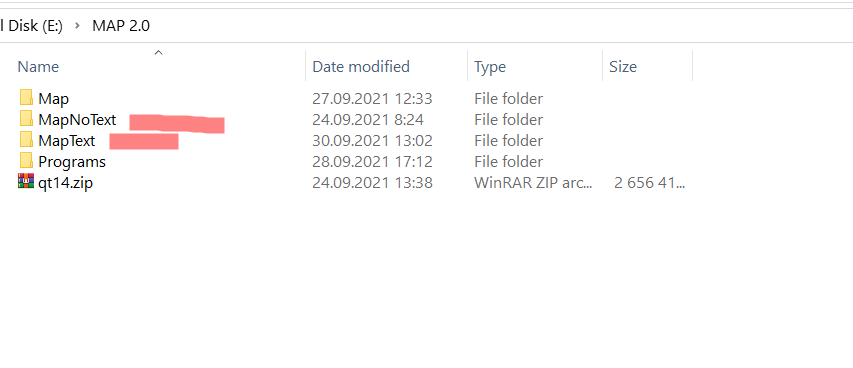 l Disk (E:) > MAP 2.0
Name Date modified Type Size
Map 27.09.2021 12:33 File folder
MapNoText 24.09.2021 8:24 File folder
MapText 30.09.2021 13:02 File folder
Programs 28.09.2021 17:12 File folder
qt14.zip 24.09.2021 13:38 WinRAR ZIP arc... 2 656 41...